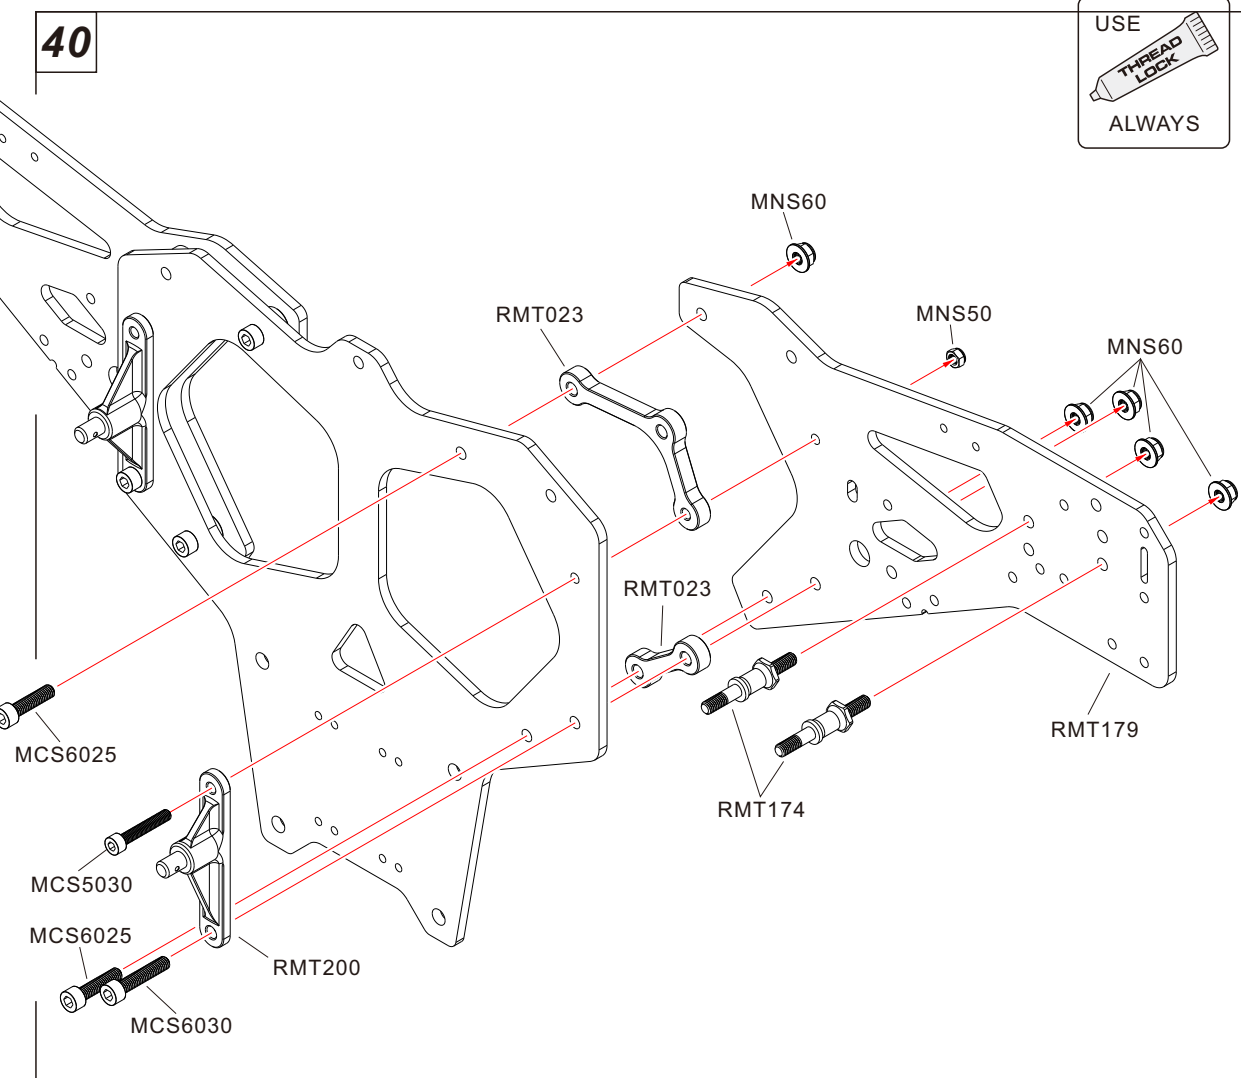 40
USE
THREAD
LOCK
ALWAYS
MNS60
RMT023
MNS50
MNS60
RMT023
MCS6025
RMT179
RMT174
MCS5030
MCS6025
RMT200
MCS6030